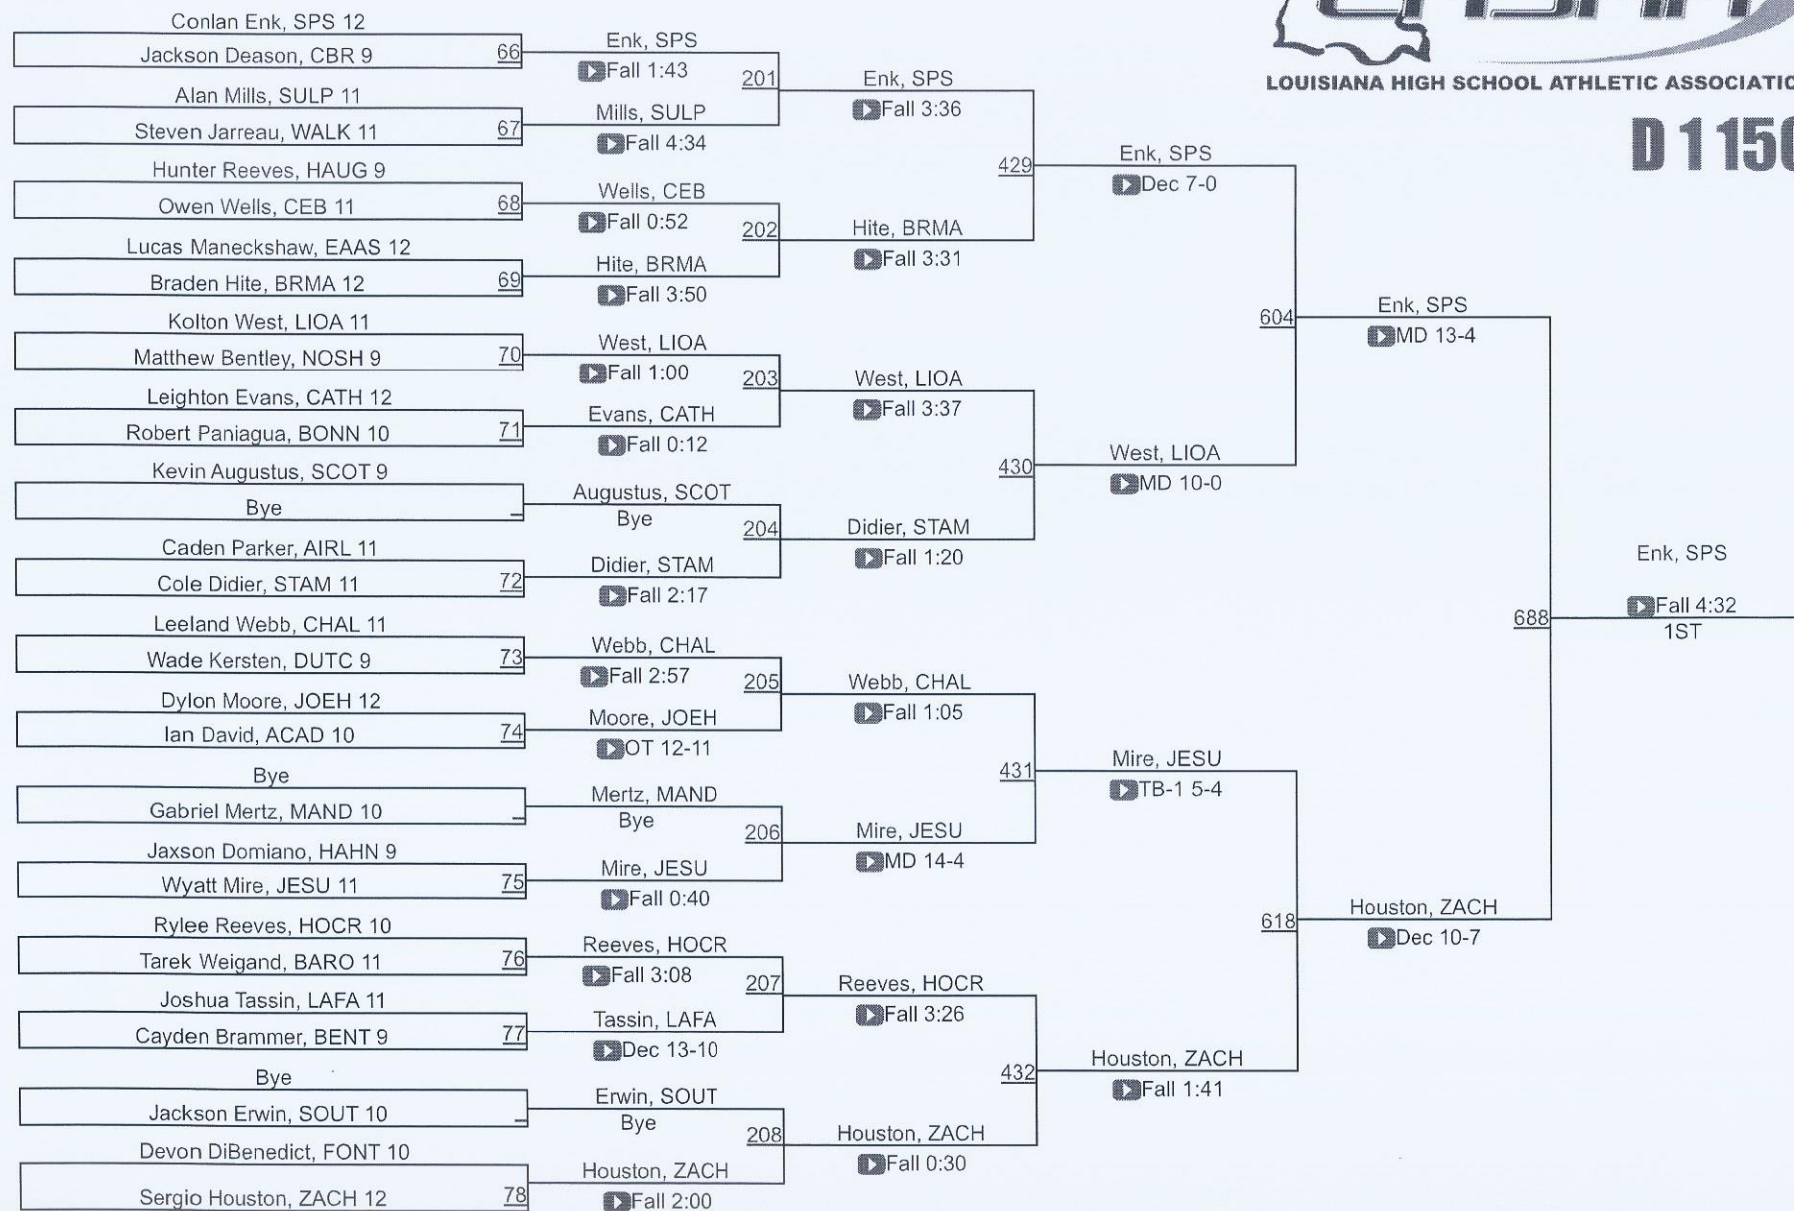 LOUISIANA HIGH SCHOOL ATHLETIC ASSOCIATIO
D 1 150
Conlan Enk, SPS 12
Jackson Deason, CBR 9 66
Alan Mills, SULP 11
Steven Jarreau, WALK 11 67
Hunter Reeves, HAUG 9
Owen Wells, CEB 11 68
Lucas Maneckshaw, EAAS 12
Braden Hite, BRMA 12 69
Kolton West, LIOA 11
Matthew Bentley, NOSH 9 70
Leighton Evans, CATH 12
Robert Paniagua, BONN 10 71
Kevin Augustus, SCOT 9
Bye
Caden Parker, AIRL 11
Cole Didier, STAM 11 72
Leeland Webb, CHAL 11
Wade Kersten, DUTC 9 73
Dylon Moore, JOEH 12
Ian David, ACAD 10 74
Bye
Gabriel Mertz, MAND 10
Jaxson Domiano, HAHN 9
Wyatt Mire, JESU 11 75
Rylee Reeves, HOCR 10
Tarek Weigand, BARO 11 76
Joshua Tassin, LAFA 11
Cayden Brammer, BENT 9 77
Bye
Jackson Erwin, SOUT 10
Devon DiBenedict, FONT 10
Sergio Houston, ZACH 12 78
Enk, SPS
Fall 1:43
201
Mills, SULP
Fall 4:34
Wells, CEB
Fall 0:52
202
Hite, BRMA
Fall 3:50
West, LIOA
Fall 1:00
203
Evans, CATH
Fall 0:12
Augustus, SCOT
Bye
204
Didier, STAM
Fall 2:17
Webb, CHAL
Fall 2:57
205
Moore, JOEH
OT 12-11
Mertz, MAND
Bye
206
Mire, JESU
Fall 0:40
Reeves, HOCR
Fall 3:08
207
Tassin, LAFA
Dec 13-10
Erwin, SOUT
Bye
208
Houston, ZACH
Fall 2:00
Enk, SPS
Fall 3:36
429
Hite, BRMA
Fall 3:31
West, LIOA
Fall 3:37
430
Didier, STAM
Fall 1:20
Webb, CHAL
Fall 1:05
431
Mire, JESU
MD 14-4
Reeves, HOCR
Fall 3:26
432
Houston, ZACH
Fall 0:30
Enk, SPS
Dec 7-0
604
West, LIOA
MD 10-0
Mire, JESU
TB-1 5-4
618
Houston, ZACH
Fall 1:41
Enk, SPS
MD 13-4
688
Houston, ZACH
Dec 10-7
Enk, SPS
Fall 4:32
1ST